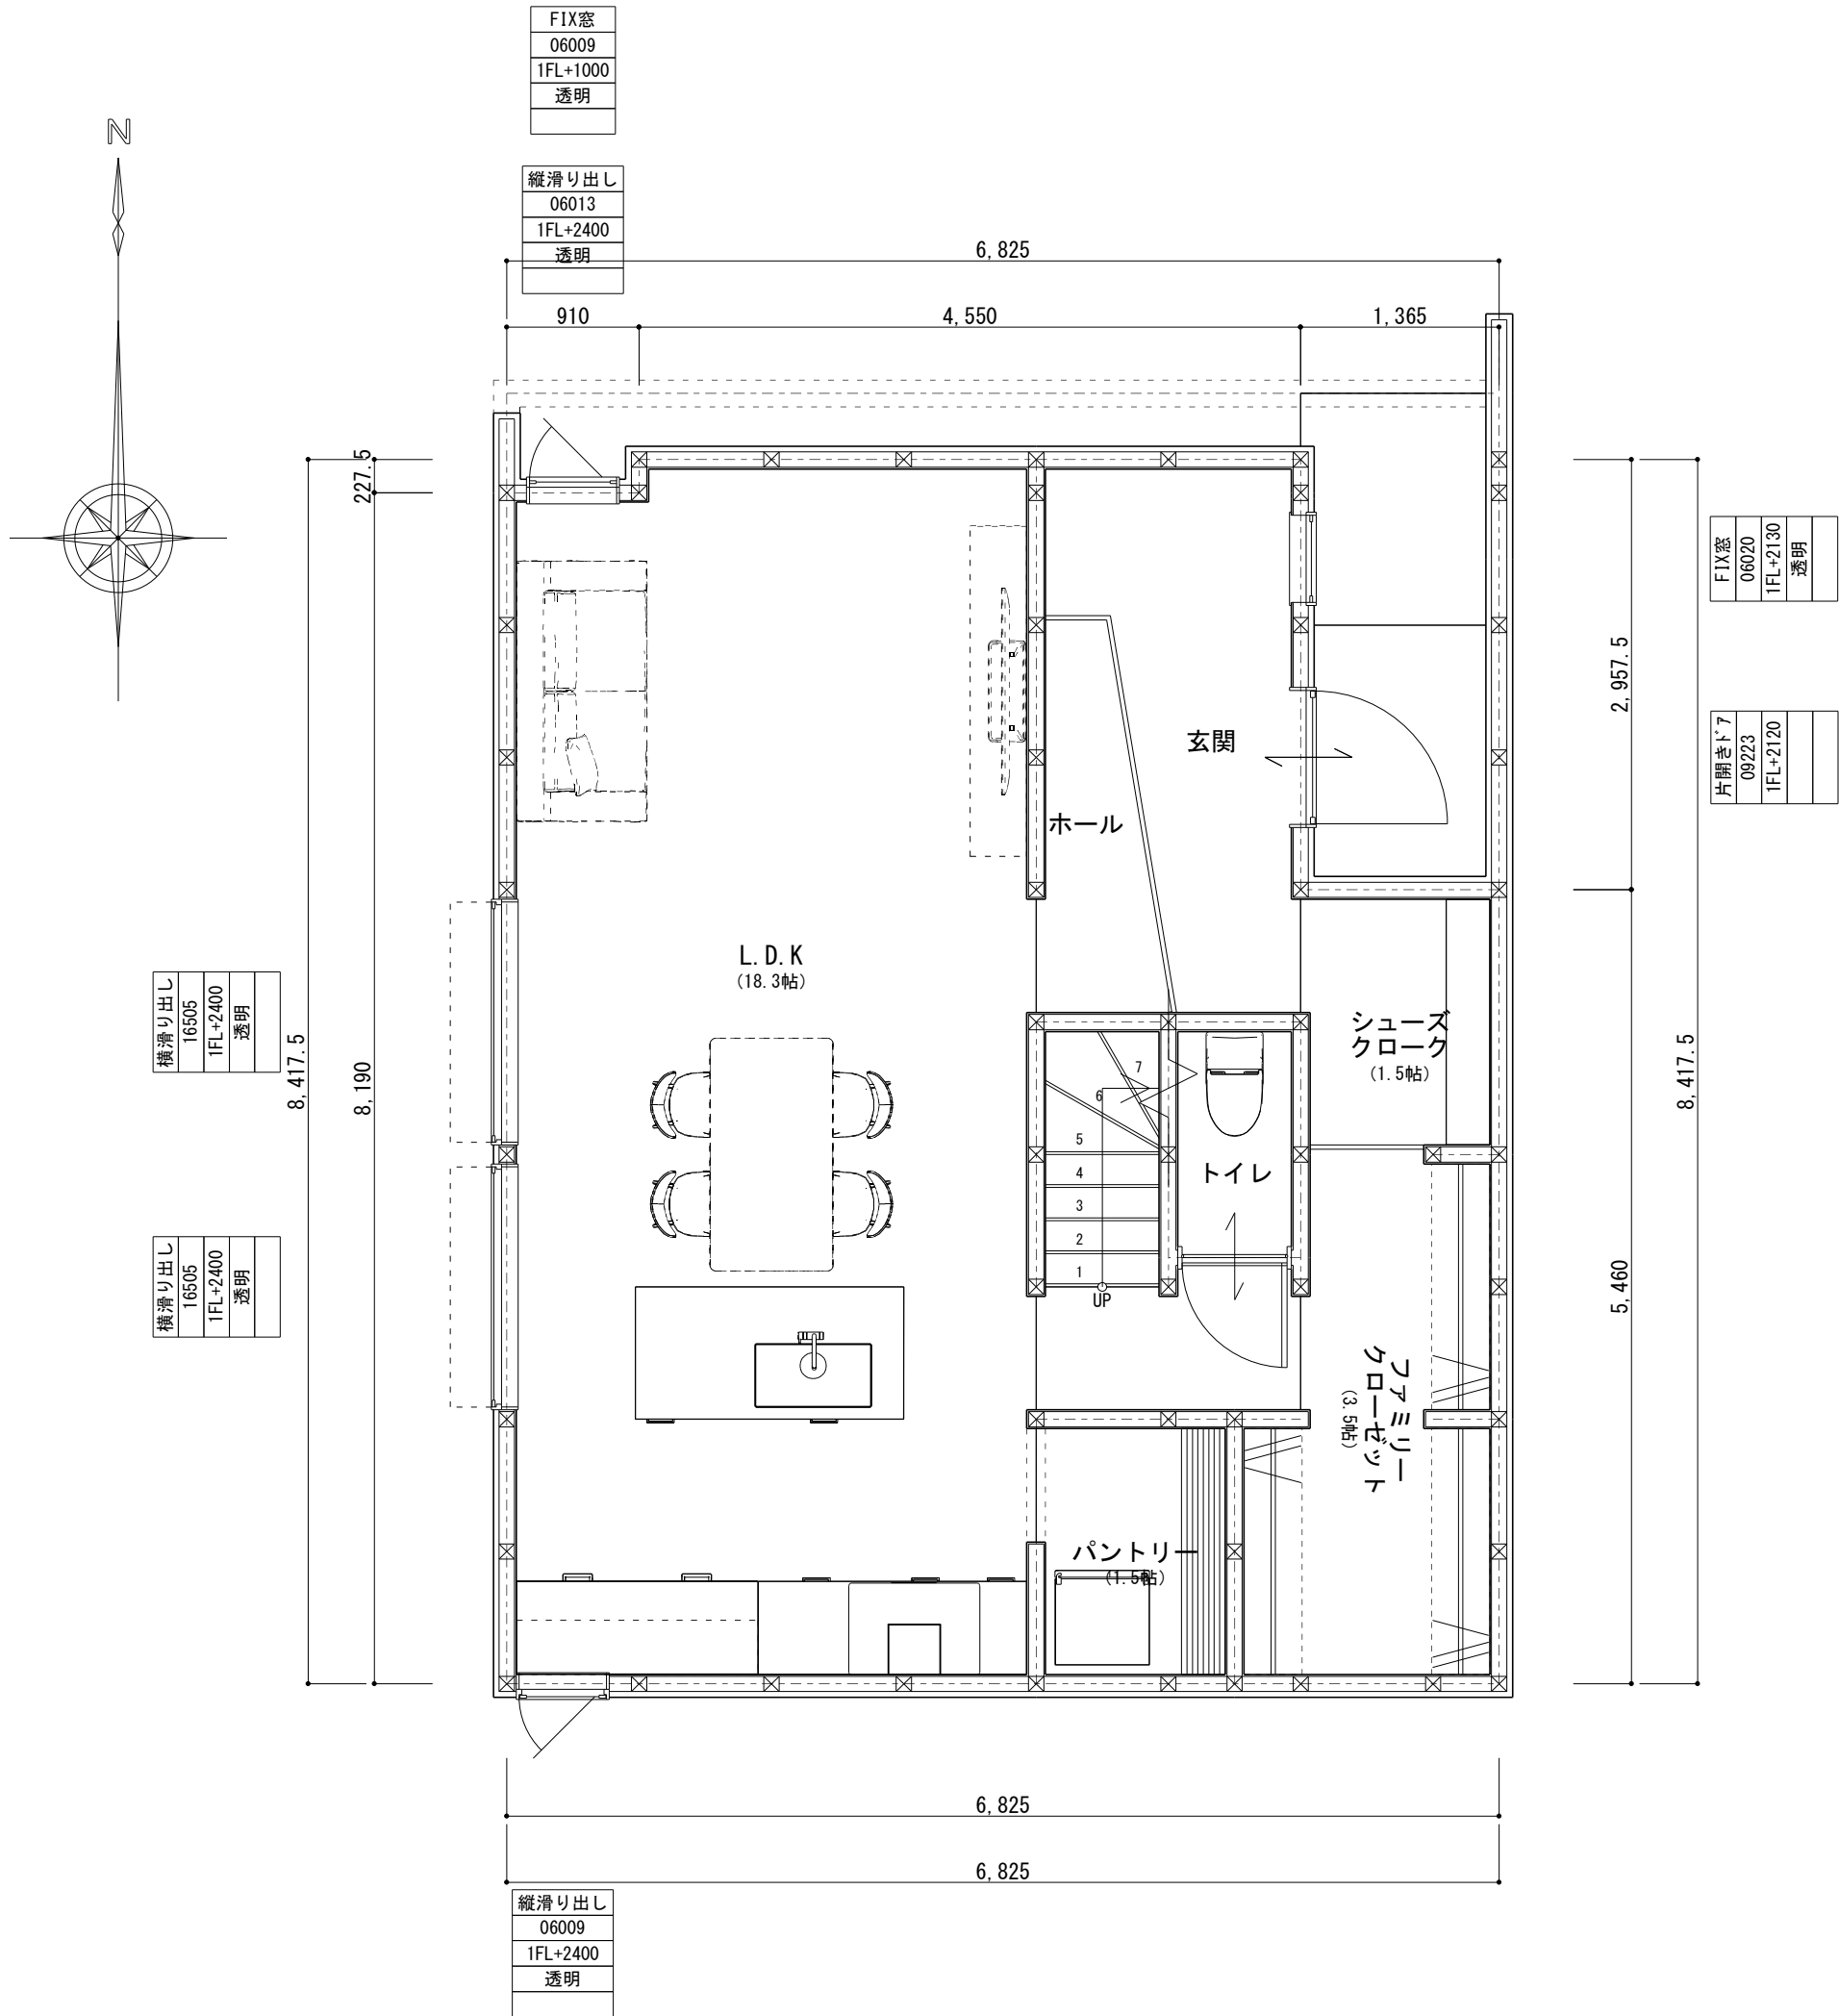 FIX窓
06009
1FL+1000
透明
縦滑り出し
06013
1FL+2400
透明
N
6,825
910
4,550
1,365
227.5
8,417.5
8,190
2,957.5
5,460
8,417.5
FIX窓
06020
1FL+2130
透明
片開きドア
09223
1FL+2120
横滑り出し
16505
1FL+2400
透明
横滑り出し
16505
1FL+2400
透明
玄関
ホール
L.D.K
(18.3帖)
シューズ
クローク
(1.5帖)
トイレ
7
6
5
4
3
2
1
UP
ファミリー
クローゼット
(3.5帖)
パントリー
(1.5帖)
6,825
6,825
縦滑り出し
06009
1FL+2400
透明